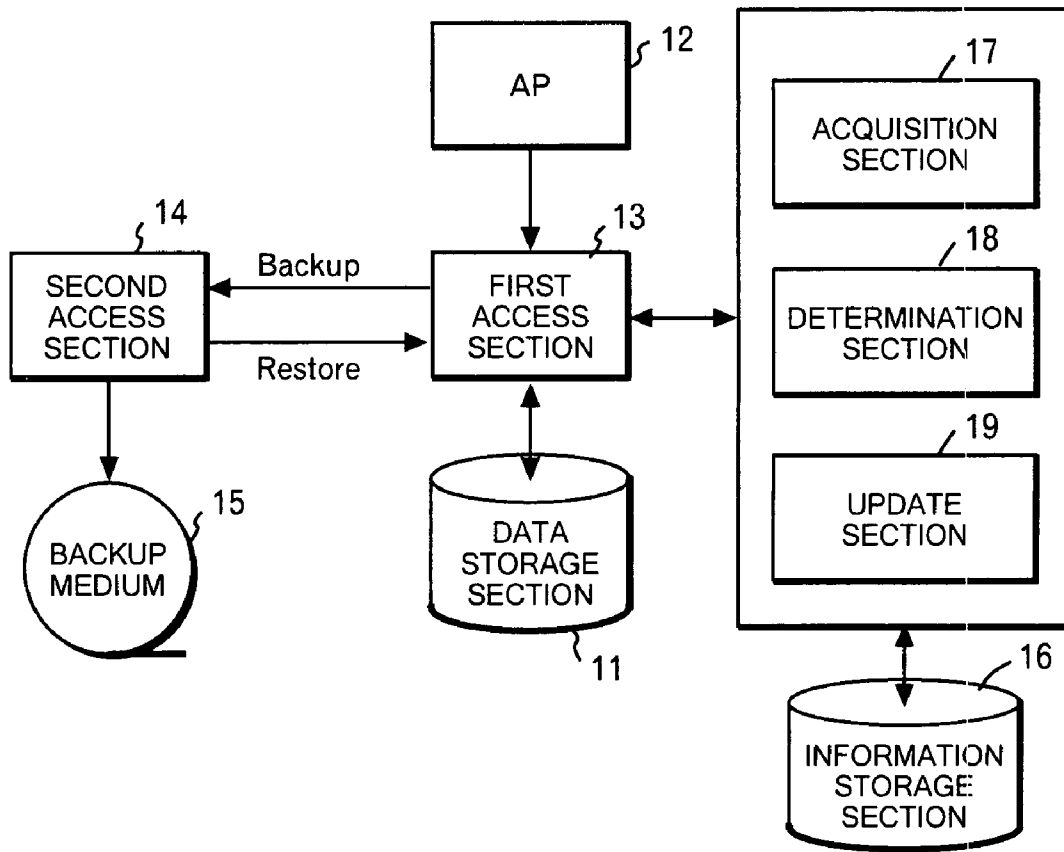 12
AP
17
ACQUISITION
SECTION
14
SECOND
ACCESS
SECTION
Backup
Restore
13
FIRST
ACCESS
SECTION
18
DETERMINATION
SECTION
15
BACKUP
MEDIUM
DATA
STORAGE
SECTION
11
19
UPDATE
SECTION
16
INFORMATION
STORAGE
SECTION